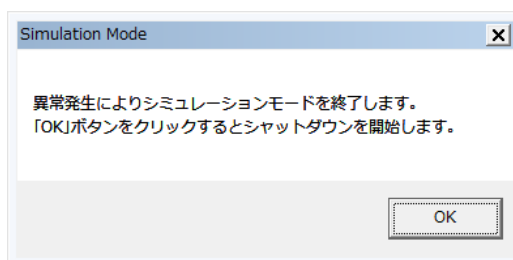 Simulation Mode
異常発生によりシミュレーションモードを終了します。
「OK」ボタンをクリックするとシャットダウンを開始します。
OK